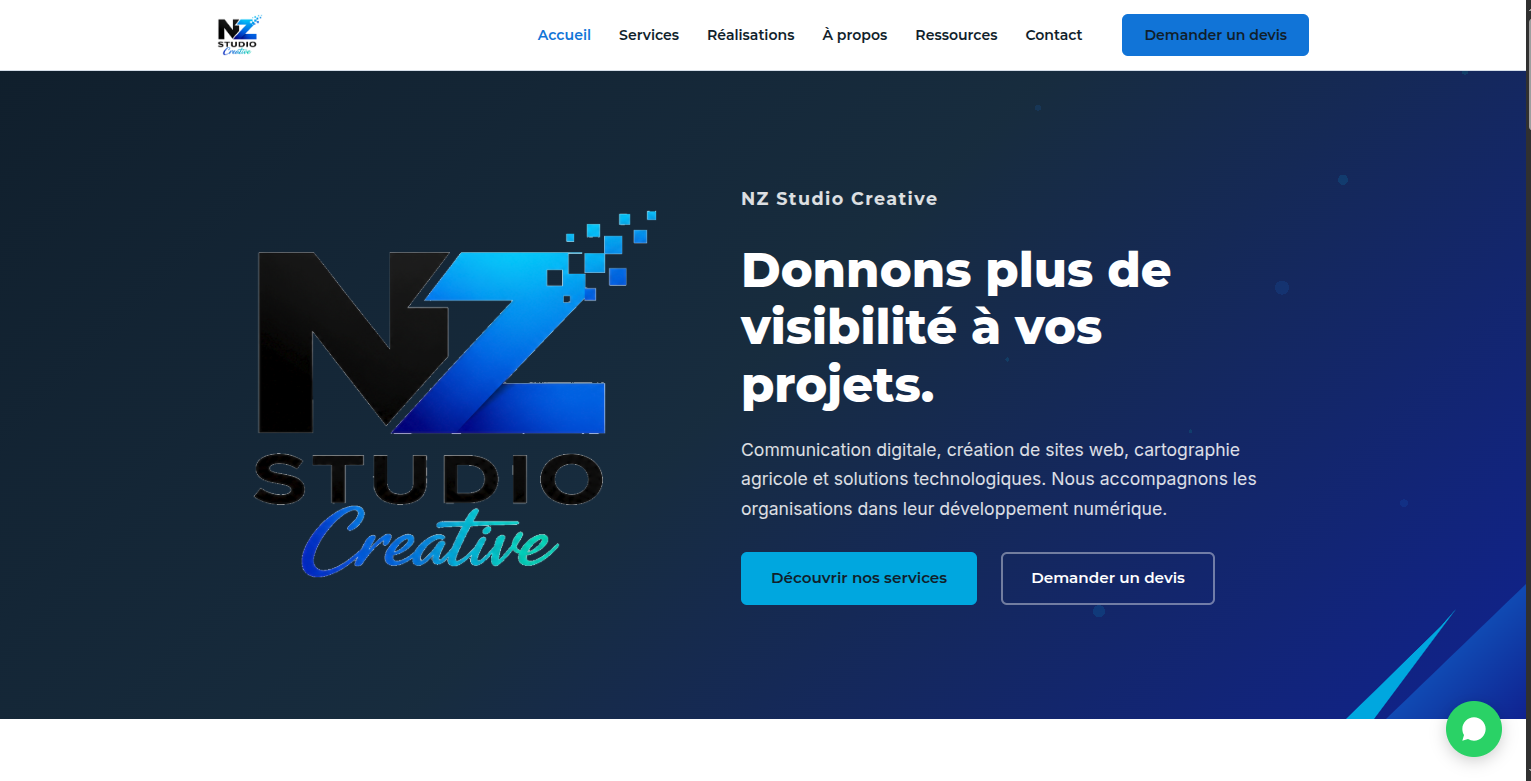 NZ
STUDIO
Creative
Accueil
Services
Réalisations
À propos
Ressources
Contact
Demander un devis
NZ
STUDIO
Creative
NZ Studio Creative
Donnons plus de
visibilité à vos
projets.
Communication digitale, création de sites web, cartographie
agricole et solutions technologiques. Nous accompagnons les
organisations dans leur développement numérique.
Découvrir nos services
Demander un devis